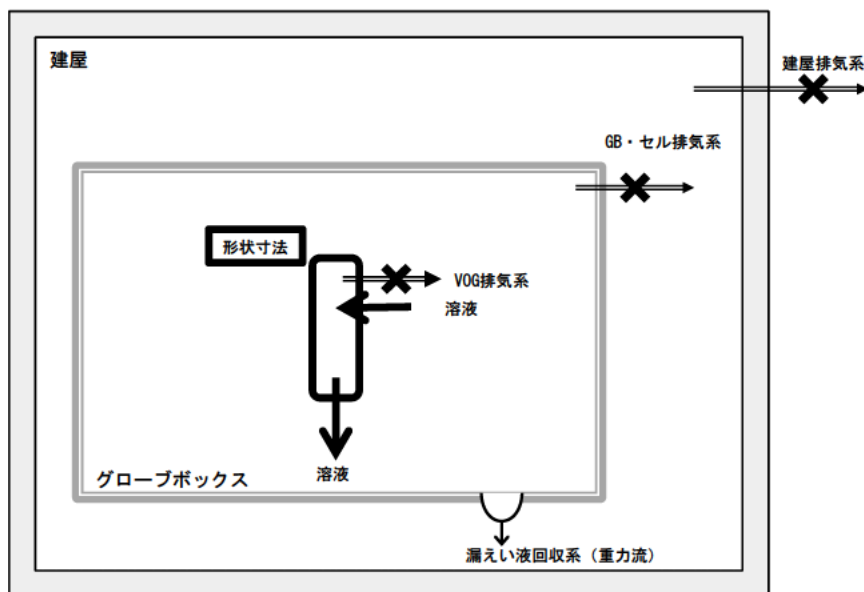 建屋
建屋排気系
GB・セル排気系
形状寸法
VOG排気系
溶液
溶液
グローブボックス
漏えい液回収系（重力流）